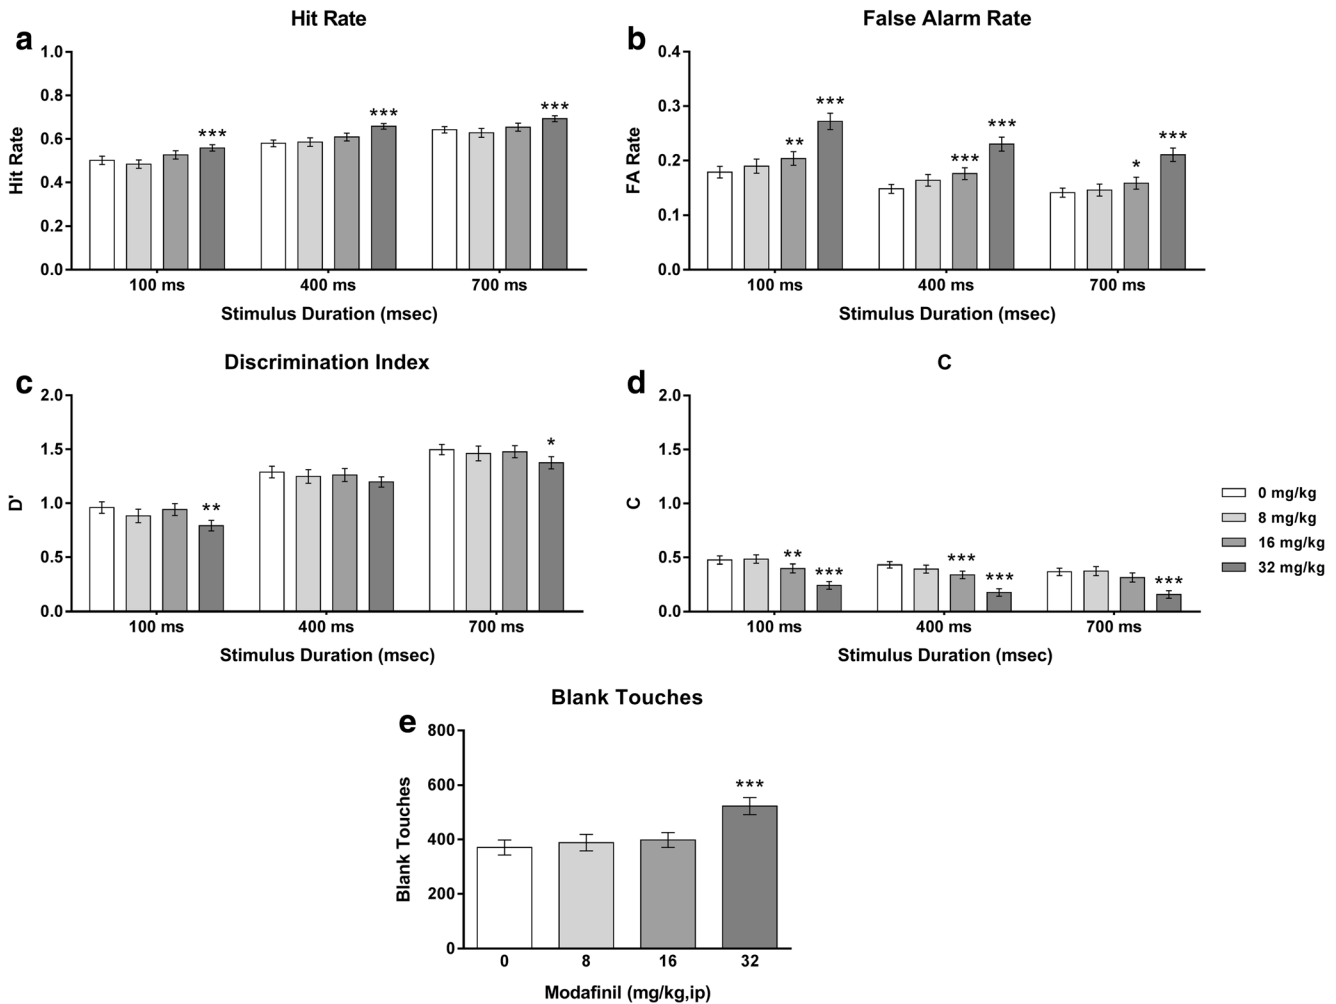 a
Hit Rate
1.0
0.8
0.6
0.4
0.2
0.0
Hit Rate
***
***
***
100 ms
400 ms
700 ms
Stimulus Duration (msec)
b
False Alarm Rate
0.4
0.3
0.2
0.1
0.0
FA Rate
**
***
***
***
*
***
100 ms
400 ms
700 ms
Stimulus Duration (msec)
c
Discrimination Index
2.0
1.5
1.0
0.5
0.0
D'
**
*
100 ms
400 ms
700 ms
Stimulus Duration (msec)
d
C
2.0
1.5
1.0
0.5
0.0
C
**
***
***
***
***
100 ms
400 ms
700 ms
Stimulus Duration (msec)
0 mg/kg
8 mg/kg
16 mg/kg
32 mg/kg
e
Blank Touches
800
600
400
200
0
Blank Touches
***
0
8
16
32
Modafinil (mg/kg,ip)